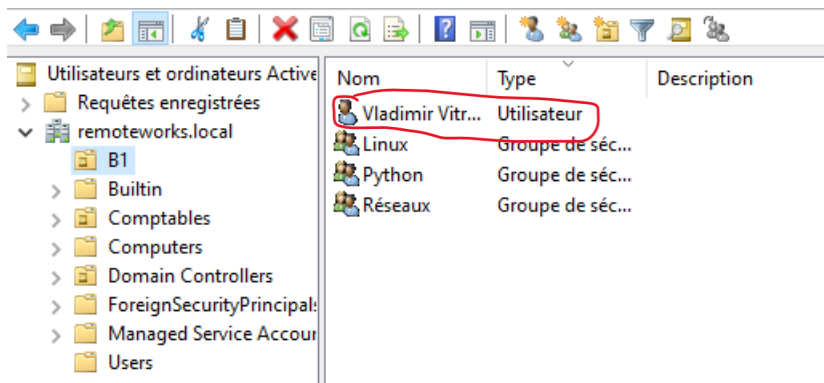 Utilisateurs et ordinateurs Active
Requêtes enregistrées
remoteworks.local
B1
Builtin
Comptables
Computers
Domain Controllers
ForeignSecurityPrincipals
Managed Service Accour
Users
Nom Type Description
Vladimir Vitr... Utilisateur
Linux Groupe de séc...
Python Groupe de séc...
Réseaux Groupe de séc...